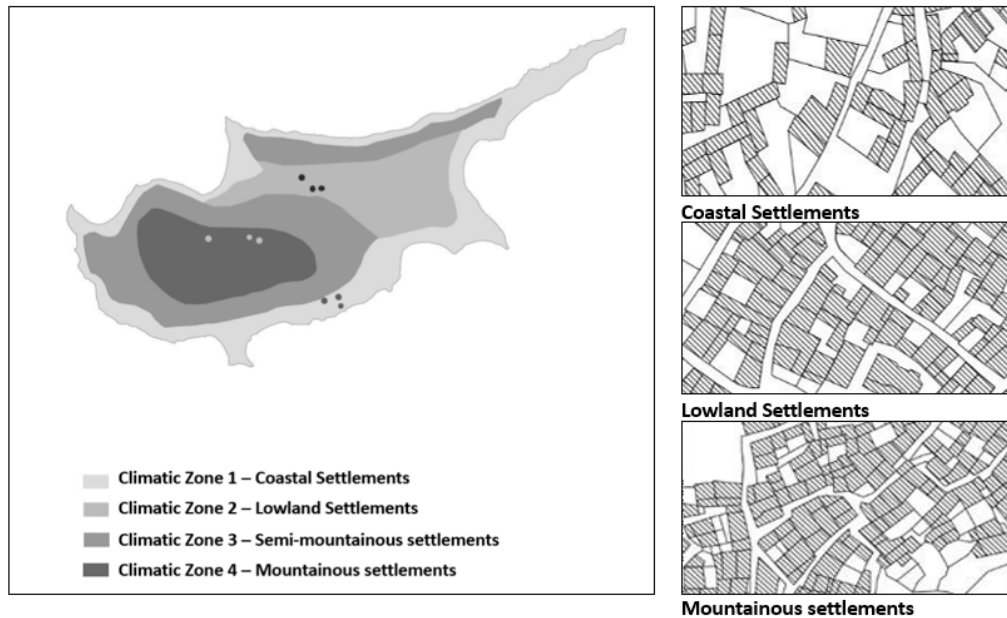 Climatic Zone 1 – Coastal Settlements
Climatic Zone 2 – Lowland Settlements
Climatic Zone 3 – Semi-mountainous settlements
Climatic Zone 4 – Mountainous settlements
Coastal Settlements
Lowland Settlements
Mountainous settlements